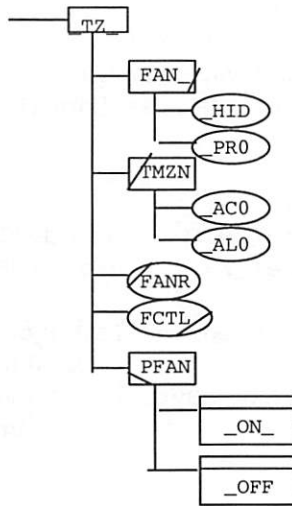 _TZ_
FAN_
_HID
_PR0
TMZN
_AC0
_AL0
FANR
FCTL
PFAN
_ON_
_OFF